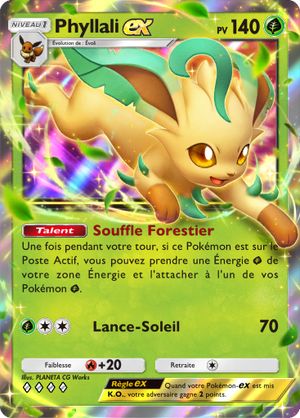 NIVEAU 1
Phyllali ex
PV 140
Évolution de : Évoli
Talent Souffle Forestier
Une fois pendant votre tour, si ce Pokémon est sur le
Poste Actif, vous pouvez prendre une Énergie de
votre zone Énergie et l'attacher à l'un de vos
Pokémon .
Lance-Soleil 70
Faiblesse +20 Retraite
Illus. PLANETA CG Works
Règle ex Quand votre Pokémon-ex est mis
K.O., votre adversaire gagne 2 points.